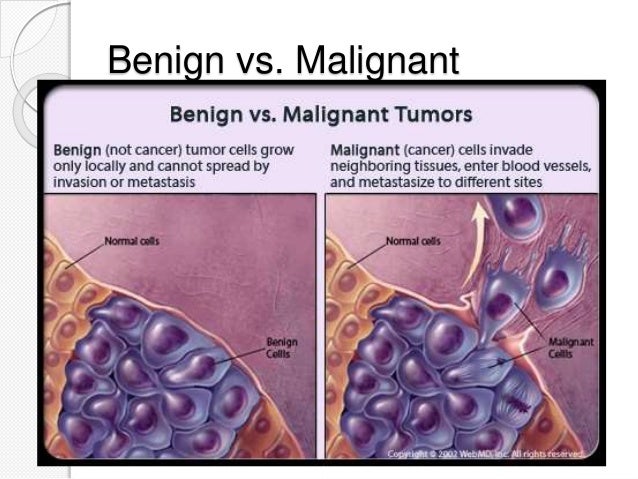 Benign vs. Malignant
Benign vs. Malignant Tumors
Benign (not cancer) tumor cells grow
only locally and cannot spread by
invasion or metastasis
Malignant (cancer) cells invade
neighboring tissues, enter blood vessels,
and metastasize to different sites
Normal cells
Benign
Cells
Normal cells
Malignant
Cells
Copyright © 2002 WebMD, Inc. All rights reserved.